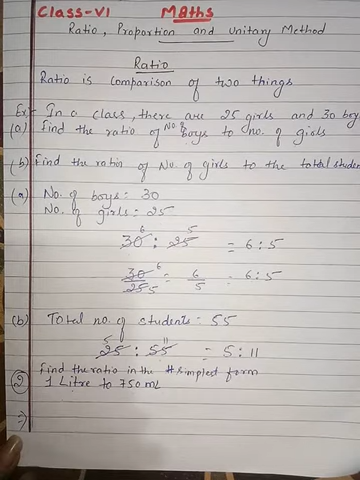 Class-VI Maths
Ratio, Proportion and Unitary Method
Ratio
Ratio is Comparison of two things
Ex:- In a class, there are 25 girls and 30 boy
(a) Find the ratio of No. of boys to no. of girls
(b) Find the ratio of No. of girls to the total studen
(a) No. of boys = 30
No. of girls = 25
6 5
30 : 25 = 6 : 5
30/25 6 5 = 6/5 = 6 : 5
(b) Total no. of students = 55
5 11
25 : 55 = 5 : 11
Find the ratio in the simplest form
② 1 Litre to 750 mL
⇒